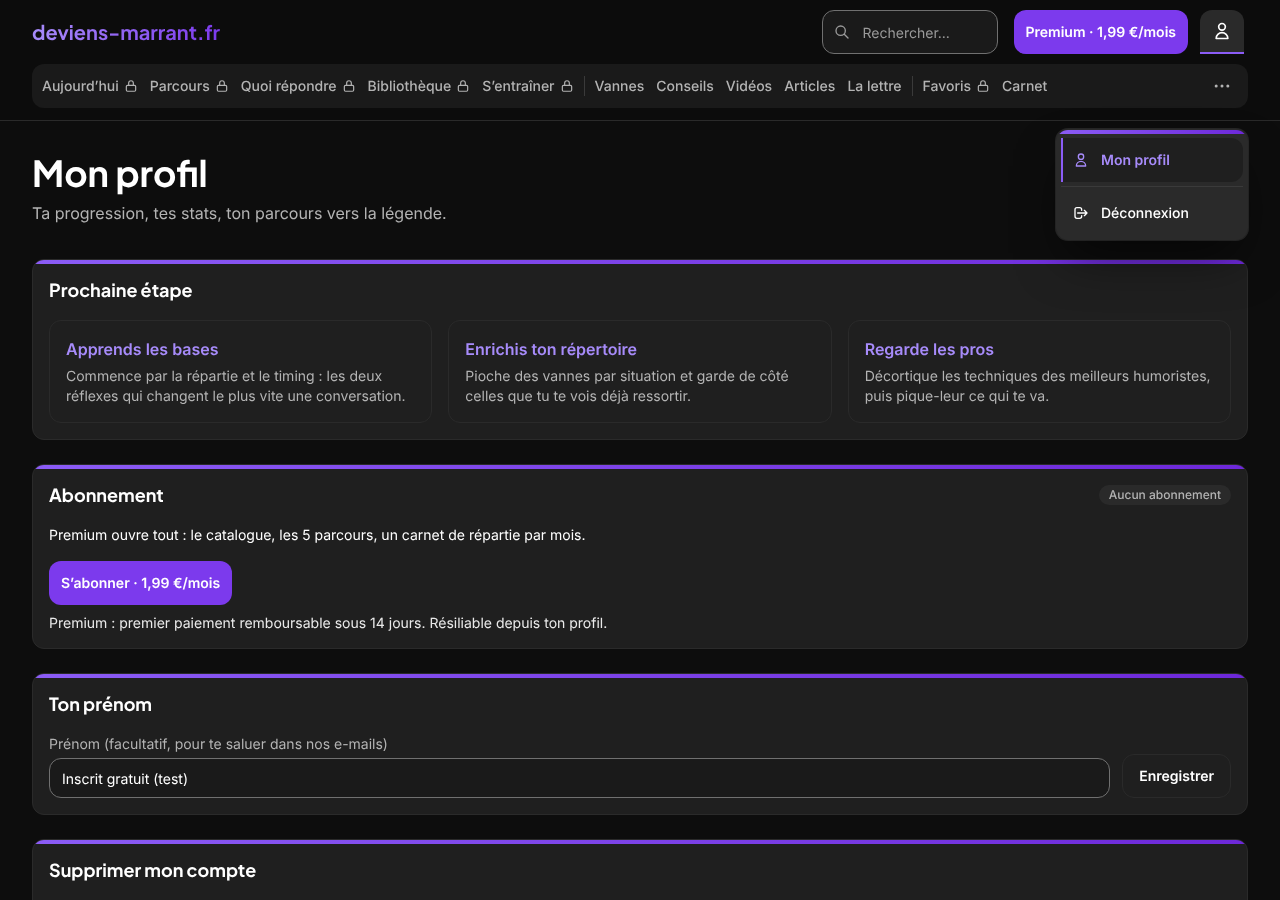 deviens-marrant.fr
Rechercher...
Premium · 1,99 €/mois
Aujourd’hui Parcours Quoi répondre Bibliothèque S’entraîner Vannes Conseils Vidéos Articles La lettre Favoris Carnet
Mon profil
Déconnexion
Mon profil
Ta progression, tes stats, ton parcours vers la légende.
Prochaine étape
Apprends les bases
Commence par la répartie et le timing : les deux
réflexes qui changent le plus vite une conversation.
Enrichis ton répertoire
Pioche des vannes par situation et garde de côté
celles que tu te vois déjà ressortir.
Regarde les pros
Décortique les techniques des meilleurs humoristes,
puis pique-leur ce qui te va.
Abonnement
Aucun abonnement
Premium ouvre tout : le catalogue, les 5 parcours, un carnet de répartie par mois.
S’abonner · 1,99 €/mois
Premium : premier paiement remboursable sous 14 jours. Résiliable depuis ton profil.
Ton prénom
Prénom (facultatif, pour te saluer dans nos e-mails)
Inscrit gratuit (test)
Enregistrer
Supprimer mon compte